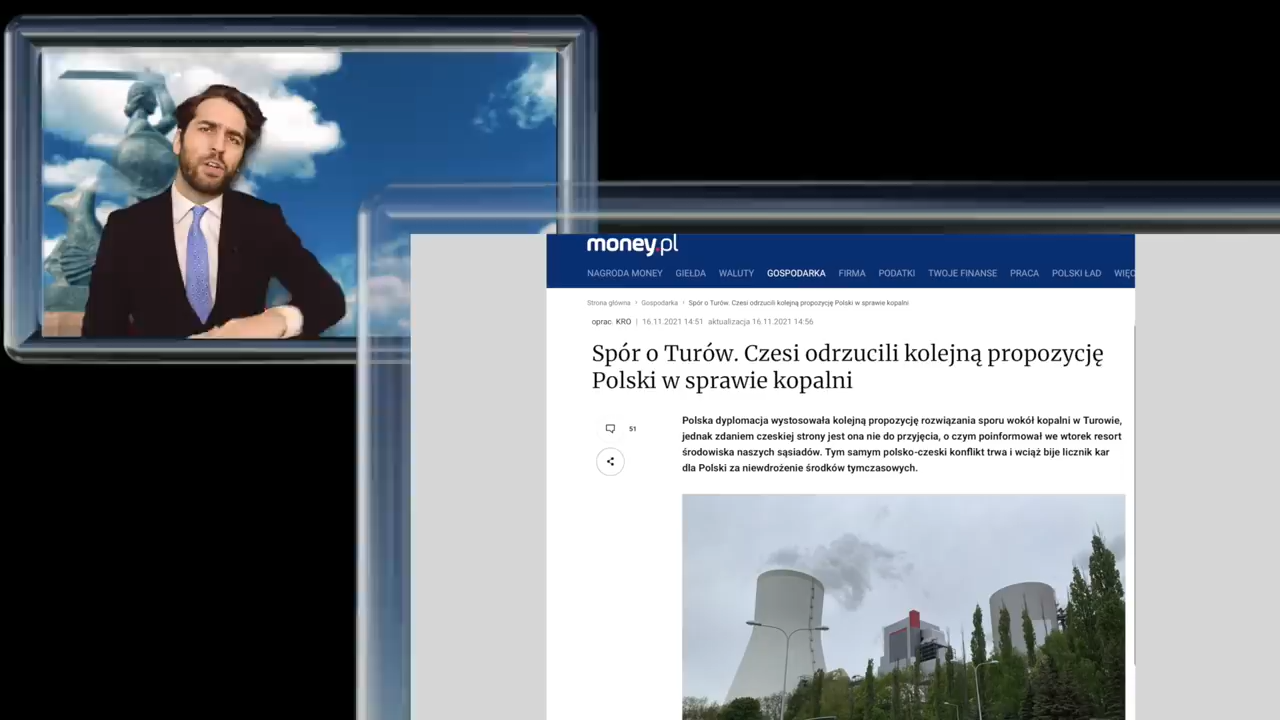 money.pl
NAGRODA MONEY GIEŁDA WALUTY GOSPODARKA FIRMA PODATKI TWOJE FINANSE PRACA POLSKI ŁAD WIĘC
Strona główna › Gospodarka › Spór o Turów. Czesi odrzucili kolejną propozycję Polski w sprawie kopalni
oprac. KRO | 16.11.2021 14:51 aktualizacja 16.11.2021 14:56
Spór o Turów. Czesi odrzucili kolejną propozycję
Polski w sprawie kopalni
51
Polska dyplomacja wystosowała kolejną propozycję rozwiązania sporu wokół kopalni w Turowie,
jednak zdaniem czeskiej strony jest ona nie do przyjęcia, o czym poinformował we wtorek resort
środowiska naszych sąsiadów. Tym samym polsko-czeski konflikt trwa i wciąż bije licznik kar
dla Polski za niewdrożenie środków tymczasowych.